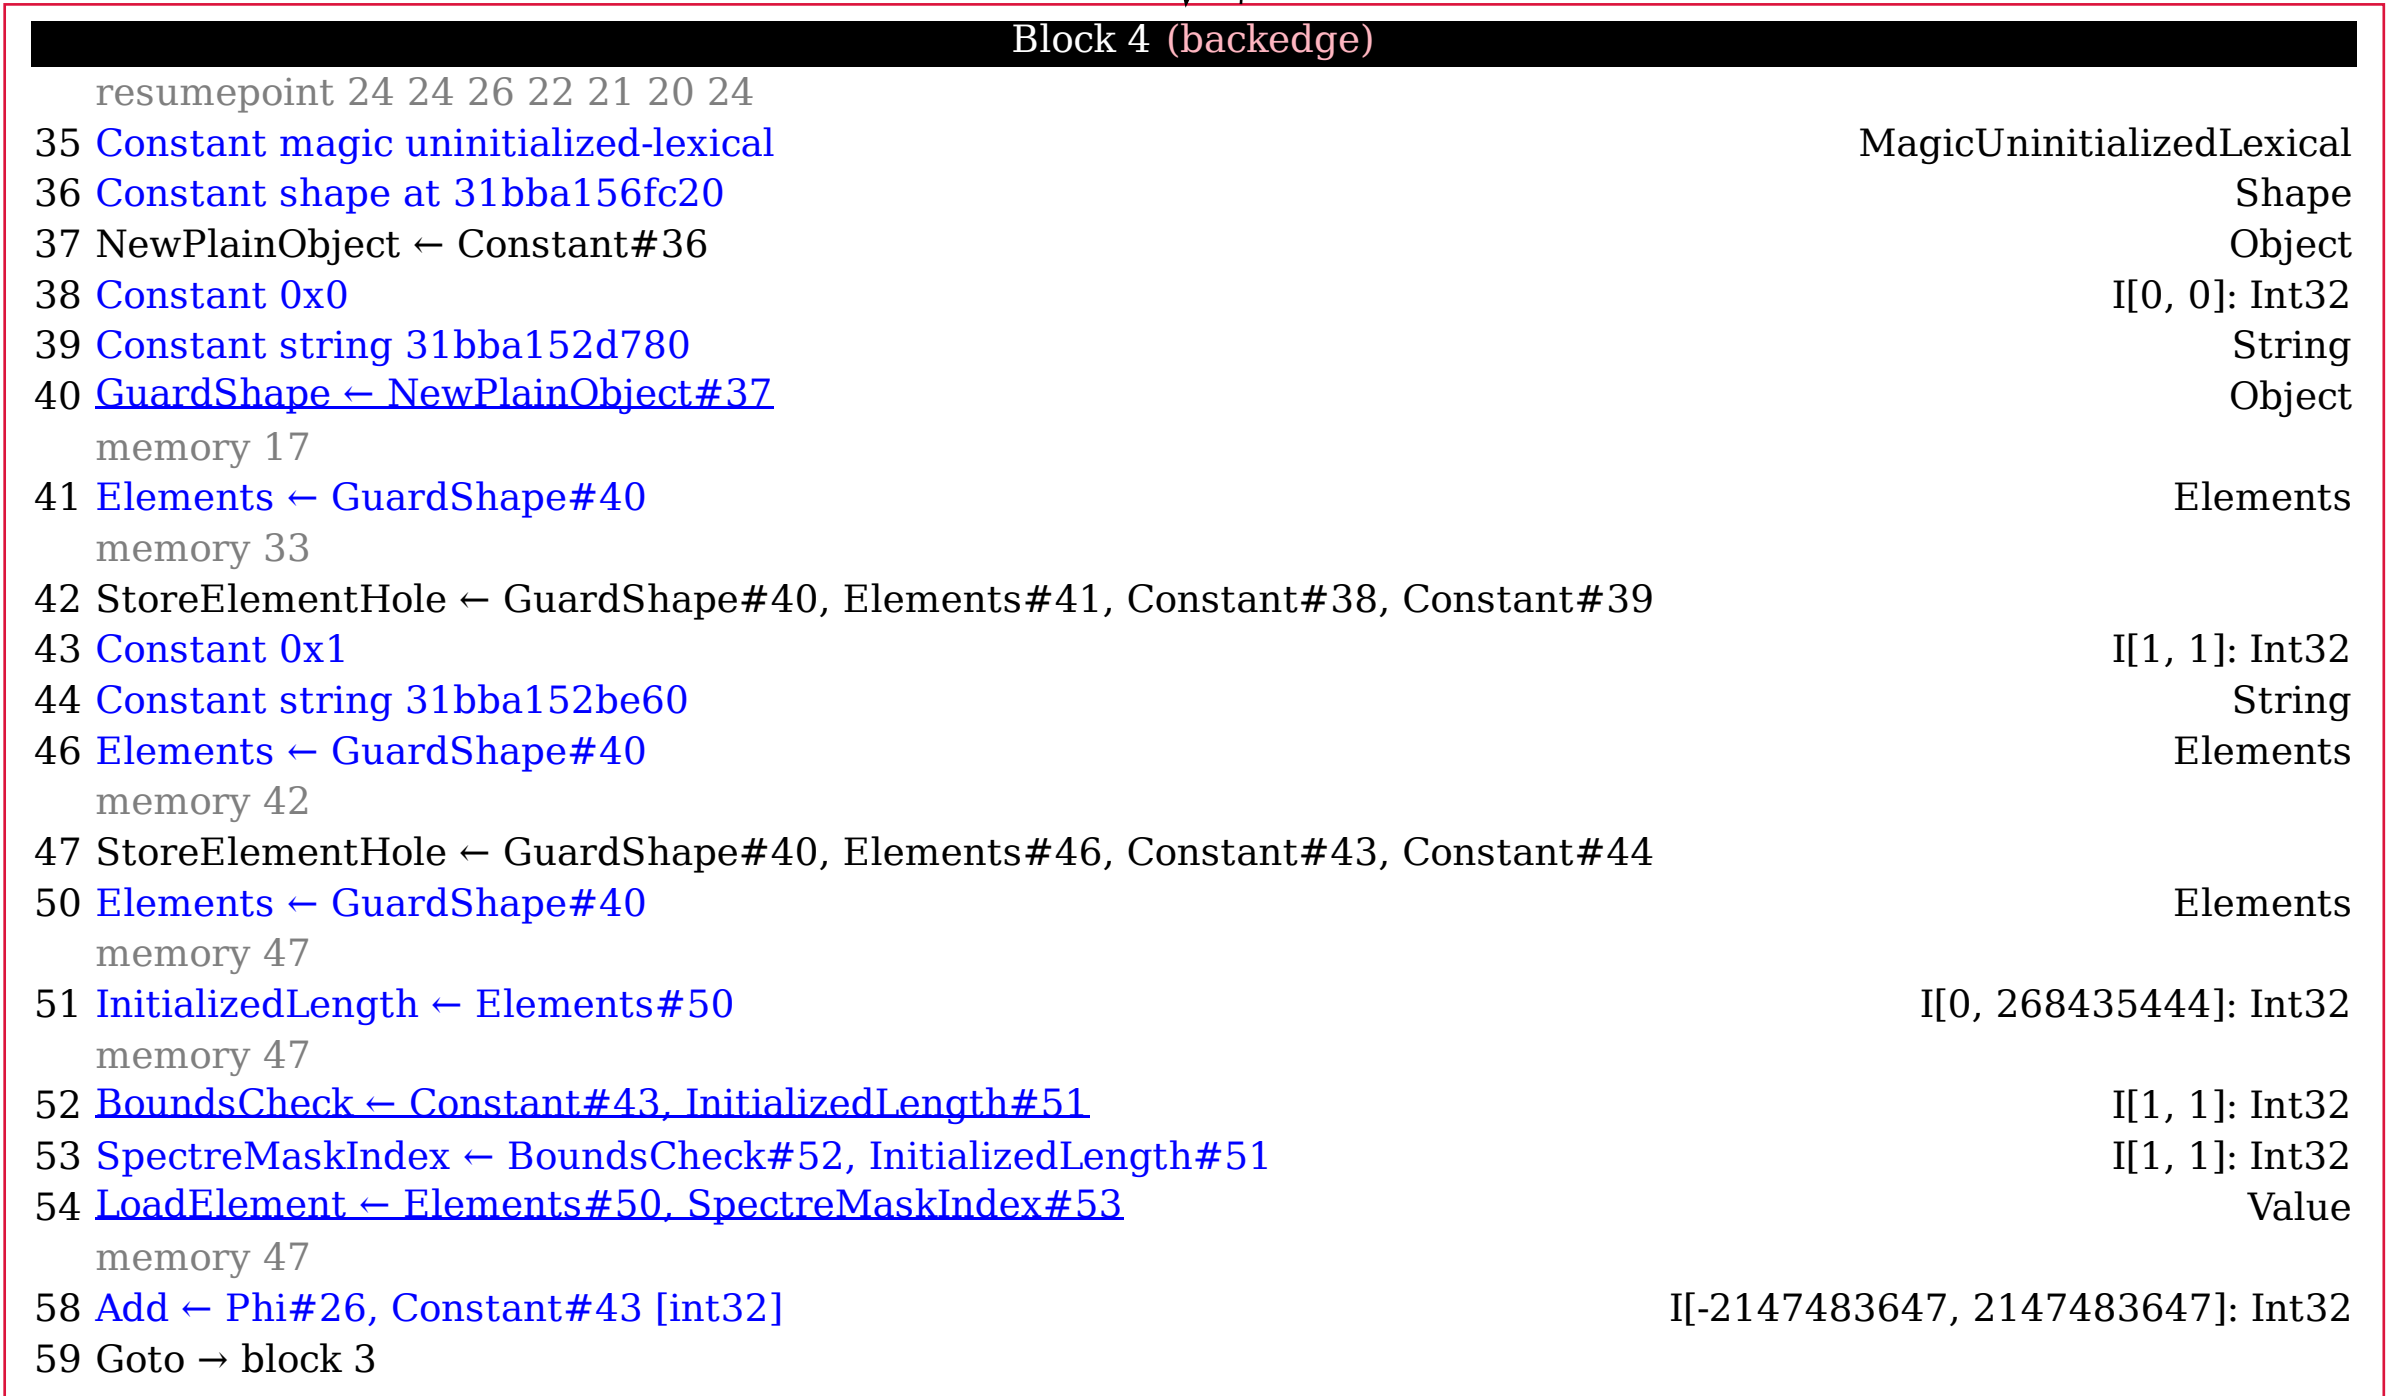 Block 4 (backedge)
resumepoint 24 24 26 22 21 20 24
35 Constant magic uninitialized-lexical MagicUninitializedLexical
36 Constant shape at 31bba156fc20 Shape
37 NewPlainObject ← Constant#36 Object
38 Constant 0x0 I[0, 0]: Int32
39 Constant string 31bba152d780 String
40 GuardShape ← NewPlainObject#37 Object
memory 17
41 Elements ← GuardShape#40 Elements
memory 33
42 StoreElementHole ← GuardShape#40, Elements#41, Constant#38, Constant#39
43 Constant 0x1 I[1, 1]: Int32
44 Constant string 31bba152be60 String
46 Elements ← GuardShape#40 Elements
memory 42
47 StoreElementHole ← GuardShape#40, Elements#46, Constant#43, Constant#44
50 Elements ← GuardShape#40 Elements
memory 47
51 InitializedLength ← Elements#50 I[0, 268435444]: Int32
memory 47
52 BoundsCheck ← Constant#43, InitializedLength#51 I[1, 1]: Int32
53 SpectreMaskIndex ← BoundsCheck#52, InitializedLength#51 I[1, 1]: Int32
54 LoadElement ← Elements#50, SpectreMaskIndex#53 Value
memory 47
58 Add ← Phi#26, Constant#43 [int32] I[-2147483647, 2147483647]: Int32
59 Goto → block 3